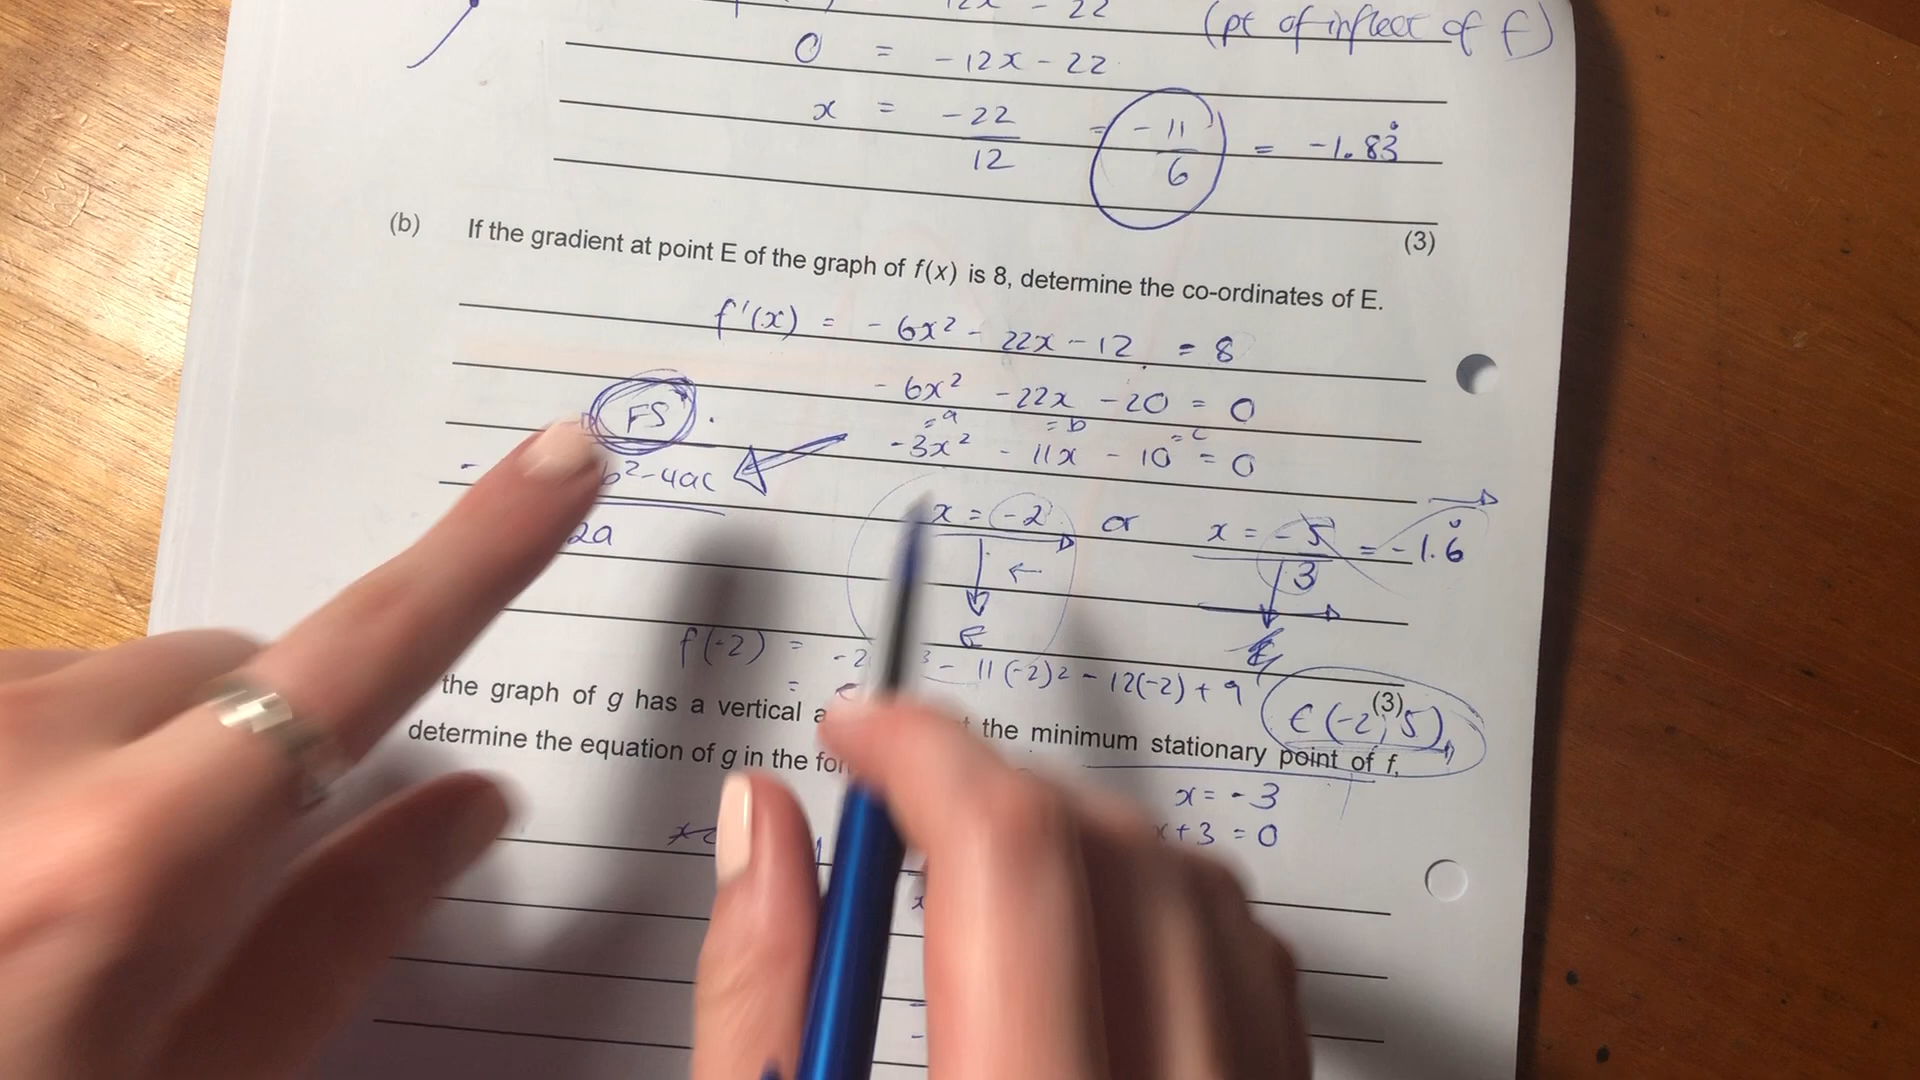 12x - 22 (pt of inflect of f)
0 = -12x - 22
x = -22/12 = -11/6 = -1.83̇
(3)
(b) If the gradient at point E of the graph of f(x) is 8, determine the co-ordinates of E.
f'(x) = -6x² - 22x - 12 = 8
-6x² - 22x - 20 = 0
FS
=a =b =c
-3x² - 11x - 10 = 0
b² - 4ac
2a
x = -2 or x = -5/3 = -1.6̇
E
f(-2) = -2 3 - 11(-2)2 - 12(-2) + 9
(3)
=
E(-2; 5)
the graph of g has a vertical the minimum stationary point of f,
determine the equation of g in the
x = -3
x + 3 = 0